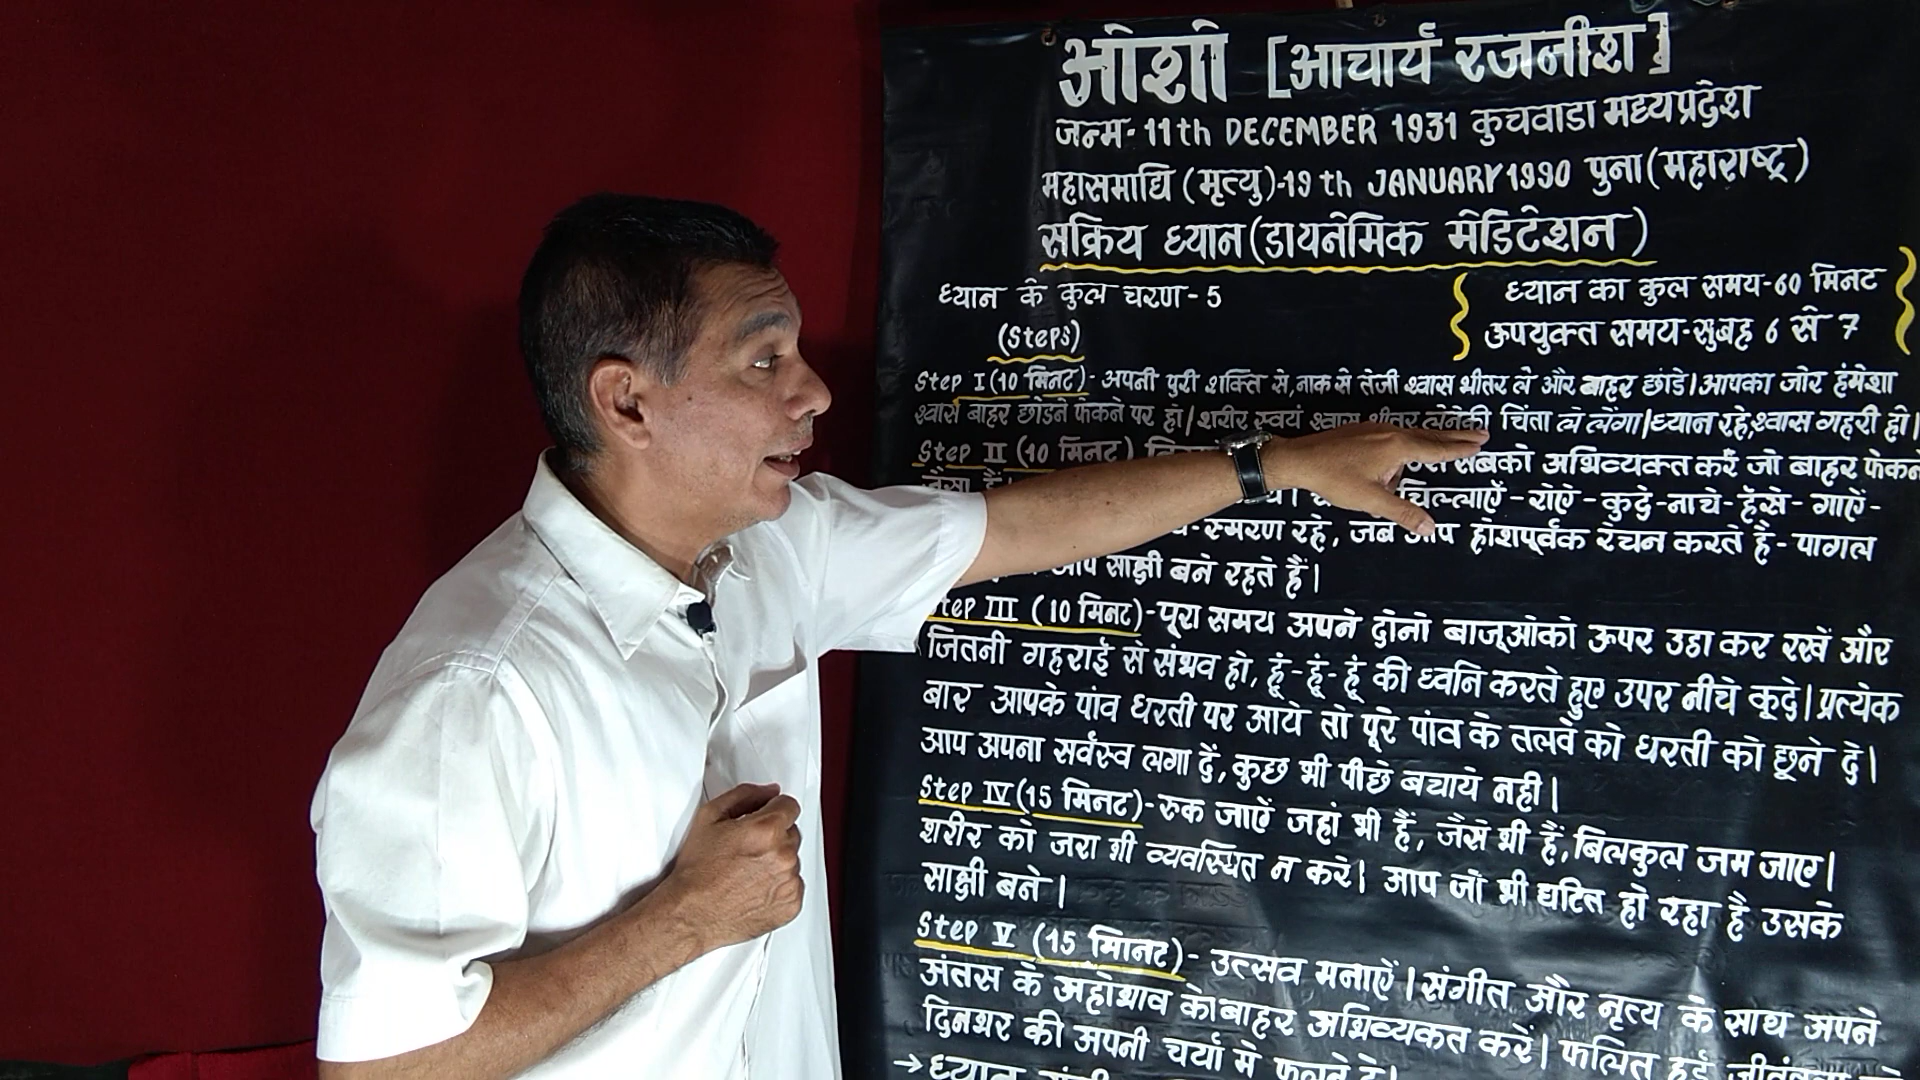 ओशो [आचार्य रजनीश]
जन्म- 11th DECEMBER 1931 कुचवाडा मध्यप्रदेश
महासमाधि (मृत्यु)-19 th JANUARY 1990 पुना (महाराष्ट्र)
सक्रिय ध्यान (डायनेमिक मेडिटेशन)
ध्यान के कुल चरण - 5
(Steps)
ध्यान का कुल समय-60 मिनट
ऊपयुक्त समय-सुबह 6 से 7
Step I (10 मिनट)- अपनी पुरी शक्ति से, नाक से तेजी श्वास भीतर ले और बाहर छोडे। आपका जोर हंमेशा
श्वास बाहर छोडने फेकने पर हो। शरीर स्वयं श्वास भीतर लेनेकी चिंता ले लेंगा। ध्यान रहे, श्वास गहरी हो।
Step II (10 मिनट) सबको अभिव्यक्त करें जो बाहर फेकने
जैसा है। चिल्लाऐं - रोऐं - कुदे - नाचे - हँसे - गाऐं -
स्मरण रहे, जब आप होशपूर्वक रेचन करते है - पागल
आप साक्षी बने रहते हैं।
Step III (10 मिनट)- पूरा समय अपने दोनो बाजूओंको ऊपर उठा कर रखें और
जितनी गहराई से संभव हो, हूं-हूं-हूं की ध्वनि करते हुए उपर नीचे कूदे। प्रत्येक
बार आपके पांव धरती पर आये तो पूरे पांव के तलवे को धरती को छूने दे।
आप अपना सर्वस्व लगा दें, कुछ भी पीछे बचाये नही।
Step IV (15 मिनट)- रुक जाऐं जहां भी हैं, जैसे भी हैं, बिलकुल जम जाए।
शरीर को जरा भी व्यवस्थित न करे। आप जो भी घटित हो रहा है उसके
साक्षी बने।
Step V (15 मिनट)- उत्सव मनाऐं। संगीत और नृत्य के साथ अपने
अंतस के अहोभाव को बाहर अभिव्यकत करें। फलित हुई
दिनभर की अपनी चर्या मे
→ ध्यान